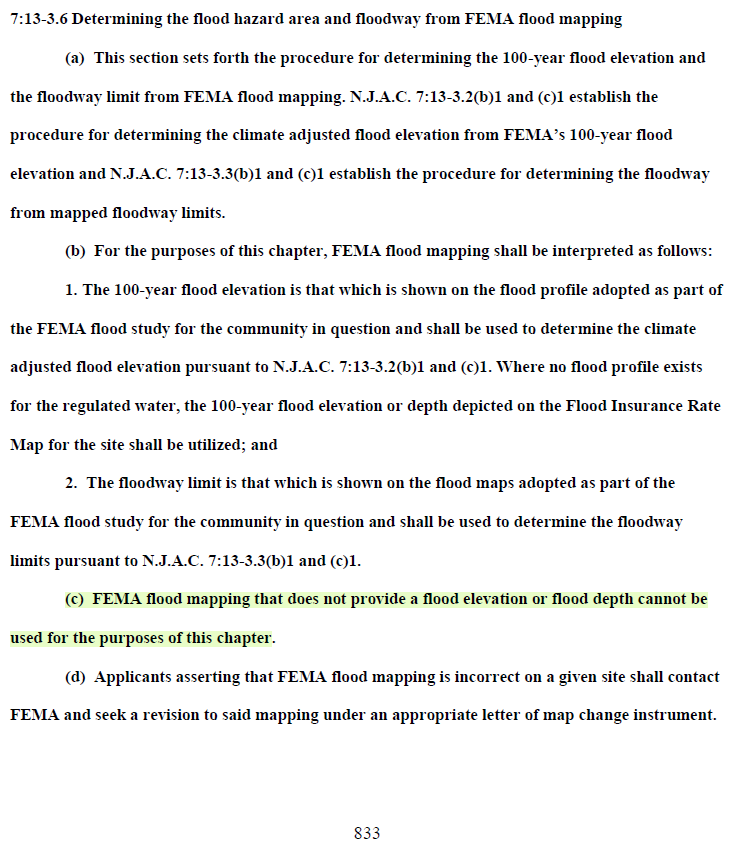 7:13-3.6 Determining the flood hazard area and floodway from FEMA flood mapping
(a) This section sets forth the procedure for determining the 100-year flood elevation and
the floodway limit from FEMA flood mapping. N.J.A.C. 7:13-3.2(b)1 and (c)1 establish the
procedure for determining the climate adjusted flood elevation from FEMA’s 100-year flood
elevation and N.J.A.C. 7:13-3.3(b)1 and (c)1 establish the procedure for determining the floodway
from mapped floodway limits.
(b) For the purposes of this chapter, FEMA flood mapping shall be interpreted as follows:
1. The 100-year flood elevation is that which is shown on the flood profile adopted as part of
the FEMA flood study for the community in question and shall be used to determine the climate
adjusted flood elevation pursuant to N.J.A.C. 7:13-3.2(b)1 and (c)1. Where no flood profile exists
for the regulated water, the 100-year flood elevation or depth depicted on the Flood Insurance Rate
Map for the site shall be utilized; and
2. The floodway limit is that which is shown on the flood maps adopted as part of the
FEMA flood study for the community in question and shall be used to determine the floodway
limits pursuant to N.J.A.C. 7:13-3.3(b)1 and (c)1.
(c) FEMA flood mapping that does not provide a flood elevation or flood depth cannot be
used for the purposes of this chapter.
(d) Applicants asserting that FEMA flood mapping is incorrect on a given site shall contact
FEMA and seek a revision to said mapping under an appropriate letter of map change instrument.
833